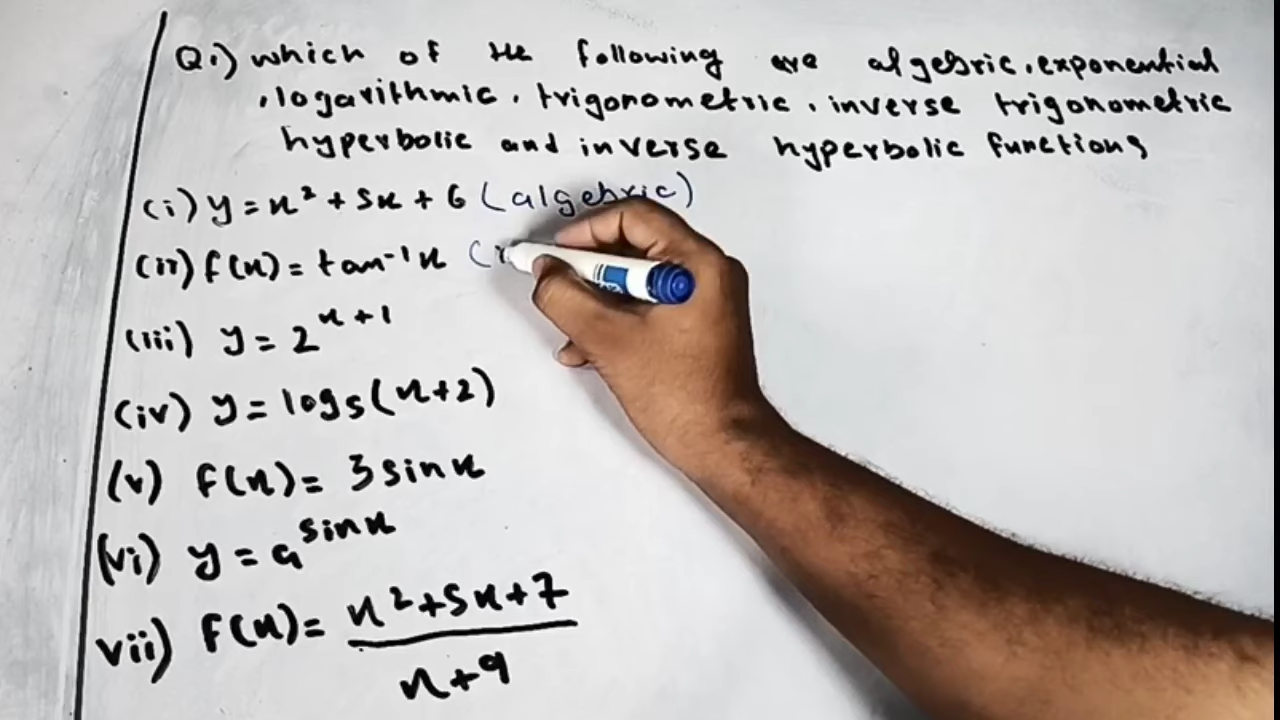 Q1) which of the following are algebric, exponential
, logarithmic, trigonometric, inverse trigonometric
hyperbolic and inverse hyperbolic functions
(i) y = x² + 5x + 6 (algebric)
(ii) f(x) = tan⁻¹x (
(iii) y = 2^(x+1)
(iv) y = log₅(x+2)
(v) f(x) = 3 sin x
(vi) y = a^(sin x)
vii) f(x) = (x²+5x+7)/(x+9)